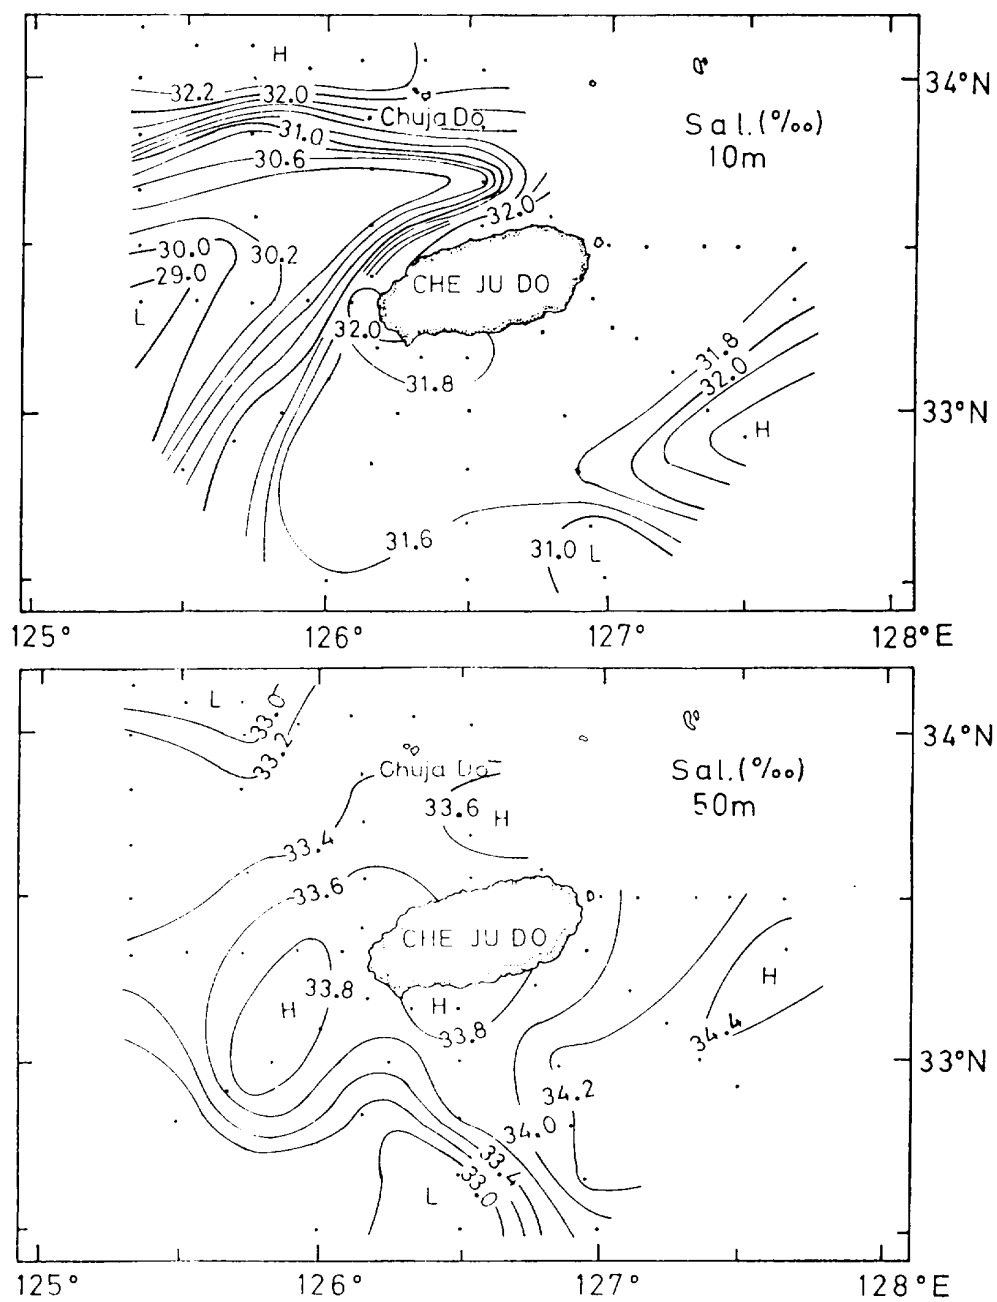 H
34°N
32.2
32.0
Chuja Do
Sal.(‰)
10m
31.0
30.6
32.0
30.0
30.2
29.0
CHE JU DO
L
32.0
31.8
31.8
32.0
33°N
H
31.6
31.0 L
125°
126°
127°
128°E
L
33.0
33.2
34°N
Chuja Do
Sal.(‰)
50m
33.6
H
33.4
33.6
CHE JU DO
H
33.8
H
H
33.8
34.4
33°N
34.2
34.0
33.4
33.0
L
125°
126°
127°
128°E